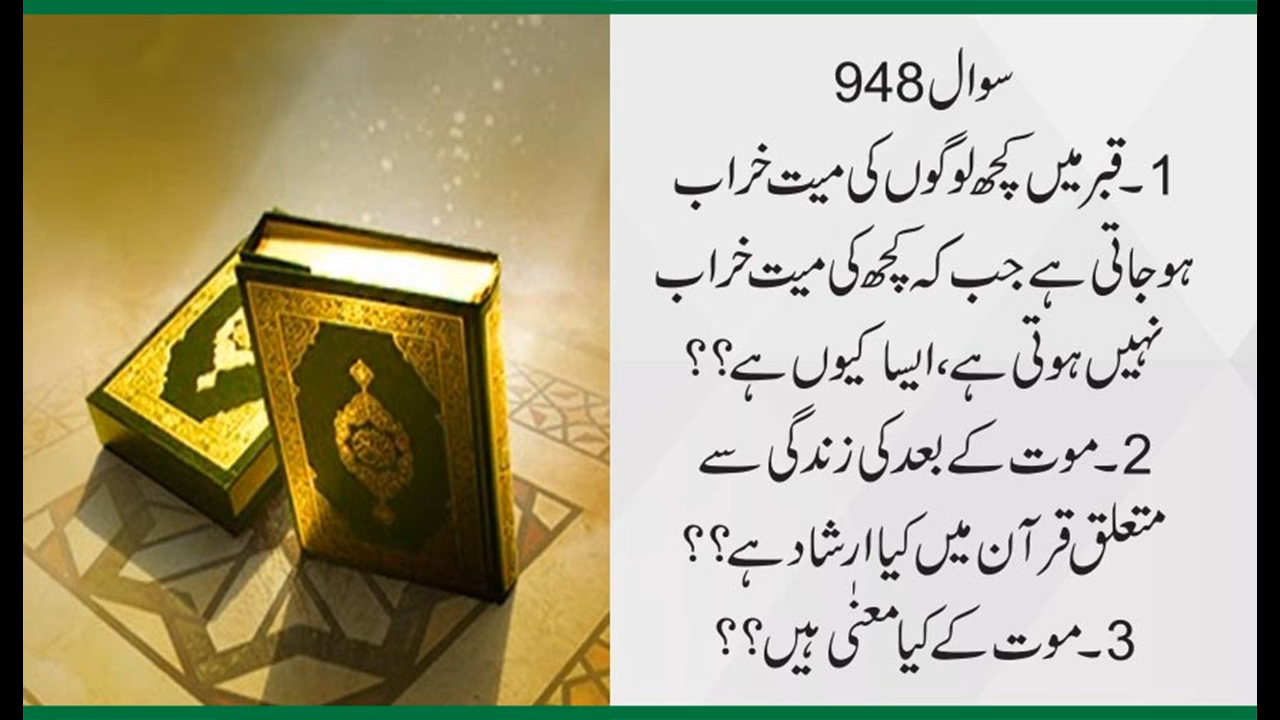 سوال 948
1۔ قبر میں کچھ لوگوں کی میت خراب
ہوجاتی ہے جب کہ کچھ کی میت خراب
نہیں ہوتی ہے، ایسا کیوں ہے؟؟
2۔ موت کے بعد کی زندگی سے
متعلق قرآن میں کیا ارشاد ہے؟؟
3۔ موت کے کیا معنٰی ہیں؟؟